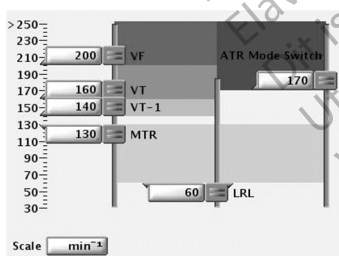 >250
230
210 200 VF ATR Mode Switch
190 170
170 160 VT
150 140 VT-1
130 130 MTR
110
90
70
50 60 LRL
30
Scale min⁻¹